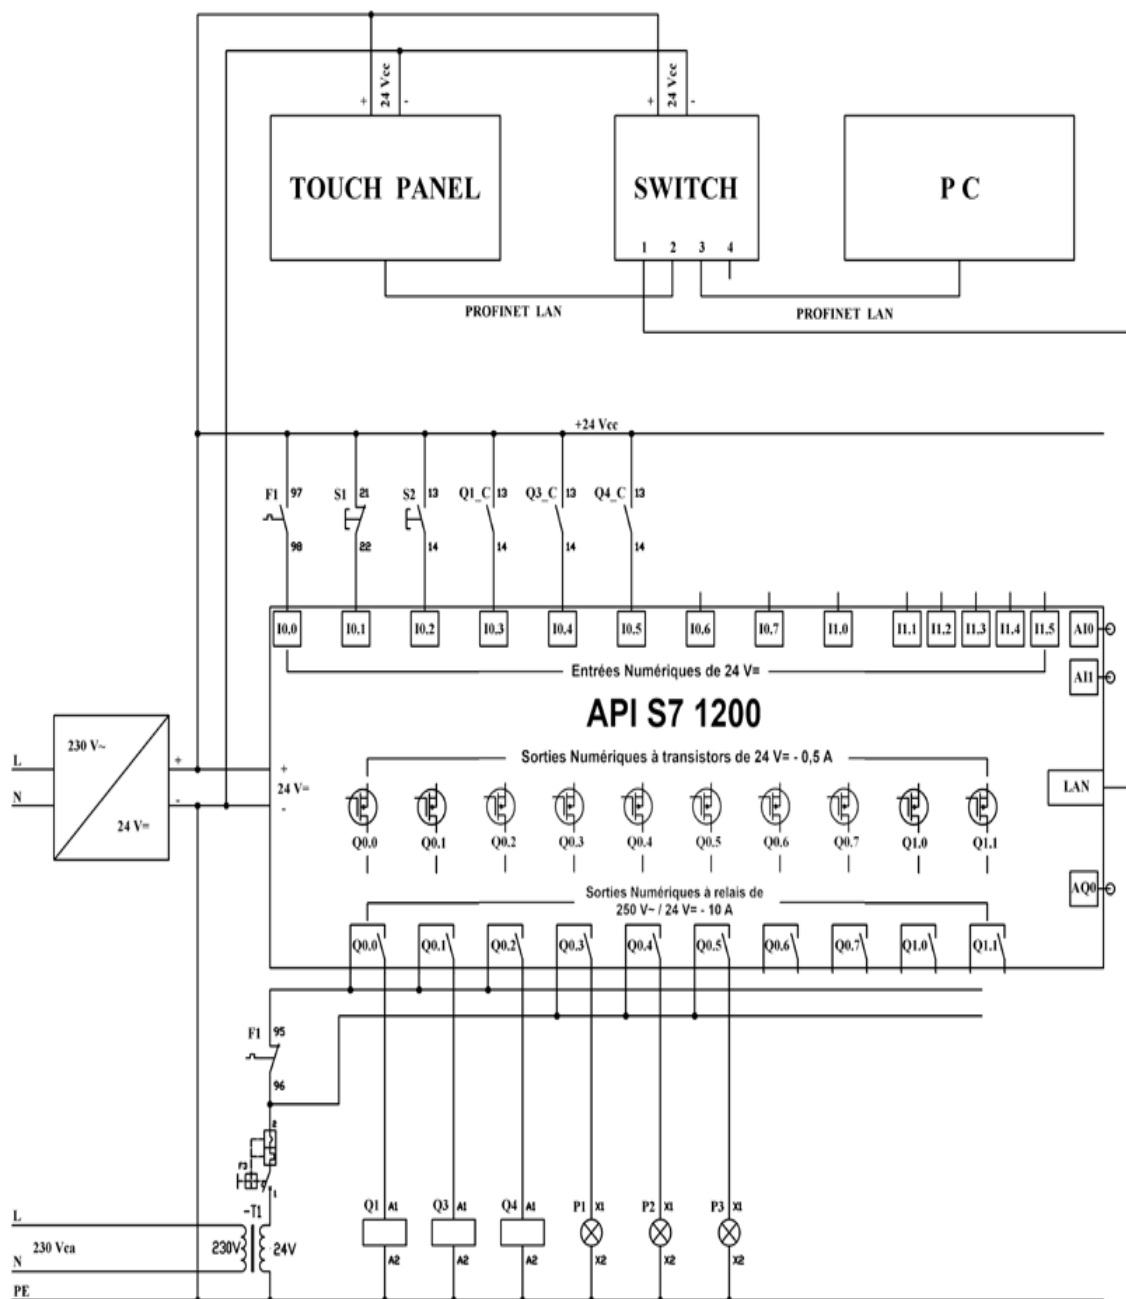 24 Vcc
+ -
24 Vcc
+ -
TOUCH PANEL
SWITCH
P C
1 2 3 4
PROFINET LAN
PROFINET LAN
+24 Vcc
F1 97 S1 21 S2 13 Q1_C 13 Q3_C 13 Q4_C 13
98 22 14 14 14 14
I0,0 I0,1 I0,2 I0,3 I0,4 I0,5 I0,6 I0,7 I1,0 I1,1 I1,2 I1,3 I1,4 I1,5 AI0
Entrées Numériques de 24 V=
AI1
API S7 1200
230 V~
Sorties Numériques à transistors de 24 V= - 0,5 A
L + +
24 V=
LAN
N - -
24 V=
Q0.0 Q0.1 Q0.2 Q0.3 Q0.4 Q0.5 Q0.6 Q0.7 Q1.0 Q1.1
Sorties Numériques à relais de
250 V~ / 24 V= - 10 A
AQ0
Q0.0 Q0.1 Q0.2 Q0.3 Q0.4 Q0.5 Q0.6 Q0.7 Q1.0 Q1.1
F1 95
96
2
F3
1
Q1 A1 Q3 A1 Q4 A1 P1 X1 P2 X1 P3 X1
L -T1
230 Vca 230V 24V
A2 A2 A2 X2 X2 X2
N
PE